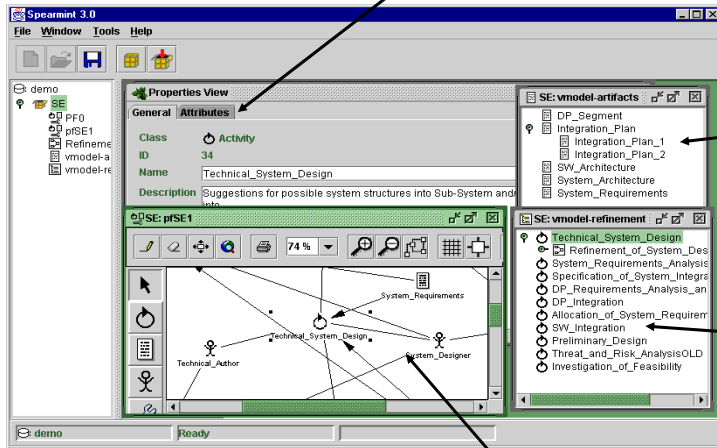 Spearmint 3.0
File Window Tools Help
demo
SE
PF0
pfSE1
Refineme
vmodel-a
vmodel-re
Properties View
General Attributes
Class Activity
ID 34
Name Technical_System_Design
Description Suggestions for possible system structures into Sub-System and/
into
SE: vmodel-artifacts
DP_Segment
Integration_Plan
Integration_Plan_1
Integration_Plan_2
SW_Architecture
System_Architecture
System_Requirements
SE: pfSE1
74 %
System_Requirements
Technical_System_Design
Technical_Author
System_Designer
SE: vmodel-refinement
Technical_System_Design
Refinement_of_System_Des
System_Requirements_Analysis
Specification_of_System_Integra
DP_Requirements_Analysis_an
DP_Integration
Allocation_of_System_Requirem
SW_Integration
Preliminary_Design
Threat_and_Risk_AnalysisOLD
Investigation_of_Feasibility
demo Ready